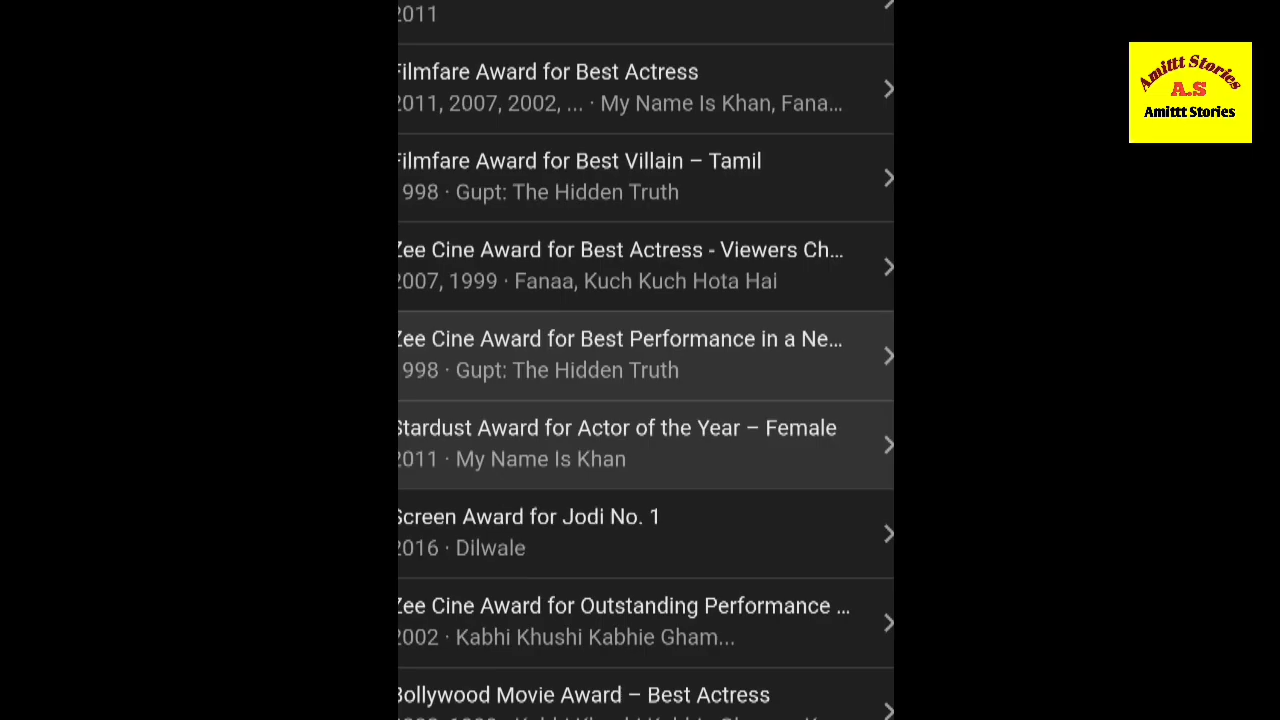 2011
Filmfare Award for Best Actress
2011, 2007, 2002, ... · My Name Is Khan, Fana...
Filmfare Award for Best Villain – Tamil
1998 · Gupt: The Hidden Truth
Zee Cine Award for Best Actress - Viewers Ch...
2007, 1999 · Fanaa, Kuch Kuch Hota Hai
Zee Cine Award for Best Performance in a Ne...
1998 · Gupt: The Hidden Truth
Stardust Award for Actor of the Year – Female
2011 · My Name Is Khan
Screen Award for Jodi No. 1
2016 · Dilwale
Zee Cine Award for Outstanding Performance ...
2002 · Kabhi Khushi Kabhie Gham...
Bollywood Movie Award – Best Actress
Amittt Stories
A.S
Amittt Stories